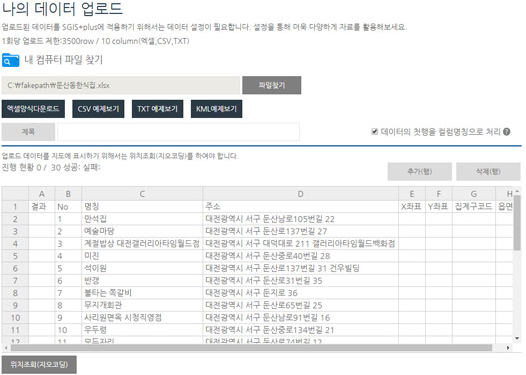 나의 데이터 업로드
업로드된 데이터를 SGIS+plus에 적용하기 위해서는 데이터 설정이 필요합니다. 설정을 통해 더욱 다양하게 자료를 활용해보세요.
1회당 업로드 제한:3500row / 10 column(엑셀,CSV,TXT)
내 컴퓨터 파일 찾기
C:₩fakepath₩둔산동한식집.xlsx 파일찾기
엑셀양식다운로드 CSV 예제보기 TXT 예제보기 KML예제보기
제목 데이터의 첫행을 컬럼명칭으로 처리 ?
업로드 데이터를 지도에 표시하기 위해서는 위치조회(지오코딩)를 하여야 합니다.
진행 현황 0 / 30 성공: 실패: 추가(행) 삭제(행)
A B C D E F G H
1 결과 No 명칭 주소 X좌표 Y좌표 집계구코드 읍면
2 1 만석집 대전광역시 서구 둔산남로105번길 22
3 2 예술마당 대전광역시 서구 둔산로137번길 27
4 3 계절밥상 대전갤러리아타임월드점 대전광역시 서구 대덕대로 211 갤러리아타임월드백화점
5 4 미진 대전광역시 서구 둔산중로40번길 28
6 5 석이원 대전광역시 서구 둔산로137번길 31 건우빌딩
7 6 반갱 대전광역시 서구 둔산로31번길 35
8 7 불타는 쪽갈비 대전광역시 서구 둔지로 36
9 8 무지개회관 대전광역시 서구 둔산로65번길 25
10 9 사리원면옥 시청직영점 대전광역시 서구 둔산남로91번길 16
11 10 우두령 대전광역시 서구 둔산중로134번길 21
12 11 모두자리 대전광역시 서구 둔산로74번길 12
위치조회(지오코딩)